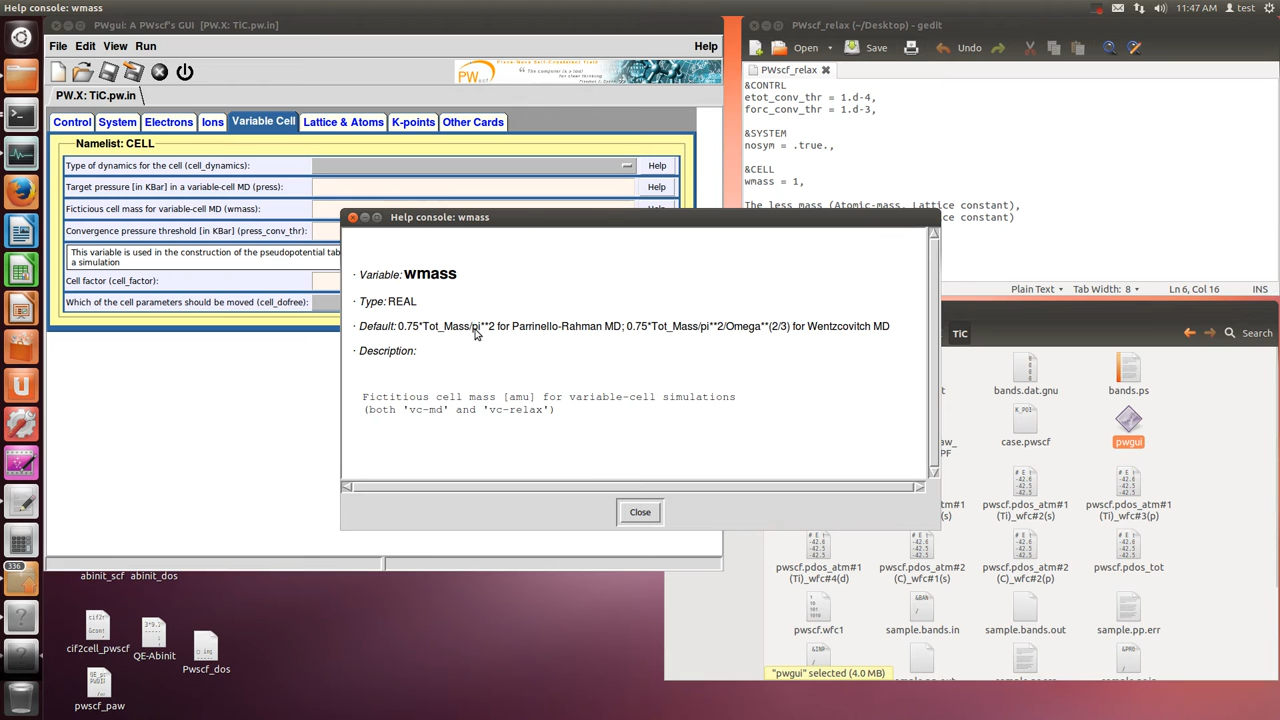 Help console: wmass
11:47 AM
test
PWgui: A PWscf's GUI [PW.X: TiC.pw.in]
File Edit View Run
Help
PWscf
PW.X: TiC.pw.in
Control System Electrons Ions Variable Cell Lattice & Atoms K-points Other Cards
Namelist: CELL
Type of dynamics for the cell (cell_dynamics):
Help
Target pressure [in KBar] in a variable-cell MD (press):
Help
Ficticious cell mass for variable-cell MD (wmass):
Help
Convergence pressure threshold [in KBar] (press_conv_thr):
This variable is used in the construction of the pseudopotential tab
a simulation
Cell factor (cell_factor):
Which of the cell parameters should be moved (cell_dofree):
Help console: wmass
· Variable: wmass
· Type: REAL
· Default: 0.75*Tot_Mass/pi**2 for Parrinello-Rahman MD; 0.75*Tot_Mass/pi**2/Omega**(2/3) for Wentzcovitch MD
· Description:
Fictitious cell mass [amu] for variable-cell simulations
(both 'vc-md' and 'vc-relax')
Close
PWscf_relax (~/Desktop) - gedit
Open Save Undo
PWscf_relax
&CONTRL
etot_conv_thr = 1.d-4,
forc_conv_thr = 1.d-3,
&SYSTEM
nosym = .true.,
&CELL
wmass = 1,
The less mass (Atomic-mass, Lattice constant),
ce constant)
Plain Text Tab Width: 8 Ln 6, Col 16 INS
TiC
Search
bands.dat.gnu
bands.ps
K_POI
case.pwscf
pwgui
pwscf.pdos_atm#1
(s)
pwscf.pdos_atm#1
(Ti)_wfc#2(s)
pwscf.pdos_atm#1
(Ti)_wfc#3(p)
pwscf.pdos_atm#1
(Ti)_wfc#4(d)
pwscf.pdos_atm#2
(C)_wfc#1(s)
pwscf.pdos_atm#2
(C)_wfc#2(p)
pwscf.pdos_tot
pwscf.wfc1
sample.bands.in
sample.bands.out
sample.pp.err
"pwgui" selected (4.0 MB)
336
abinit_scf
abinit_dos
cif2cell_pwscf
QE-Abinit
Pwscf_dos
pwscf_paw